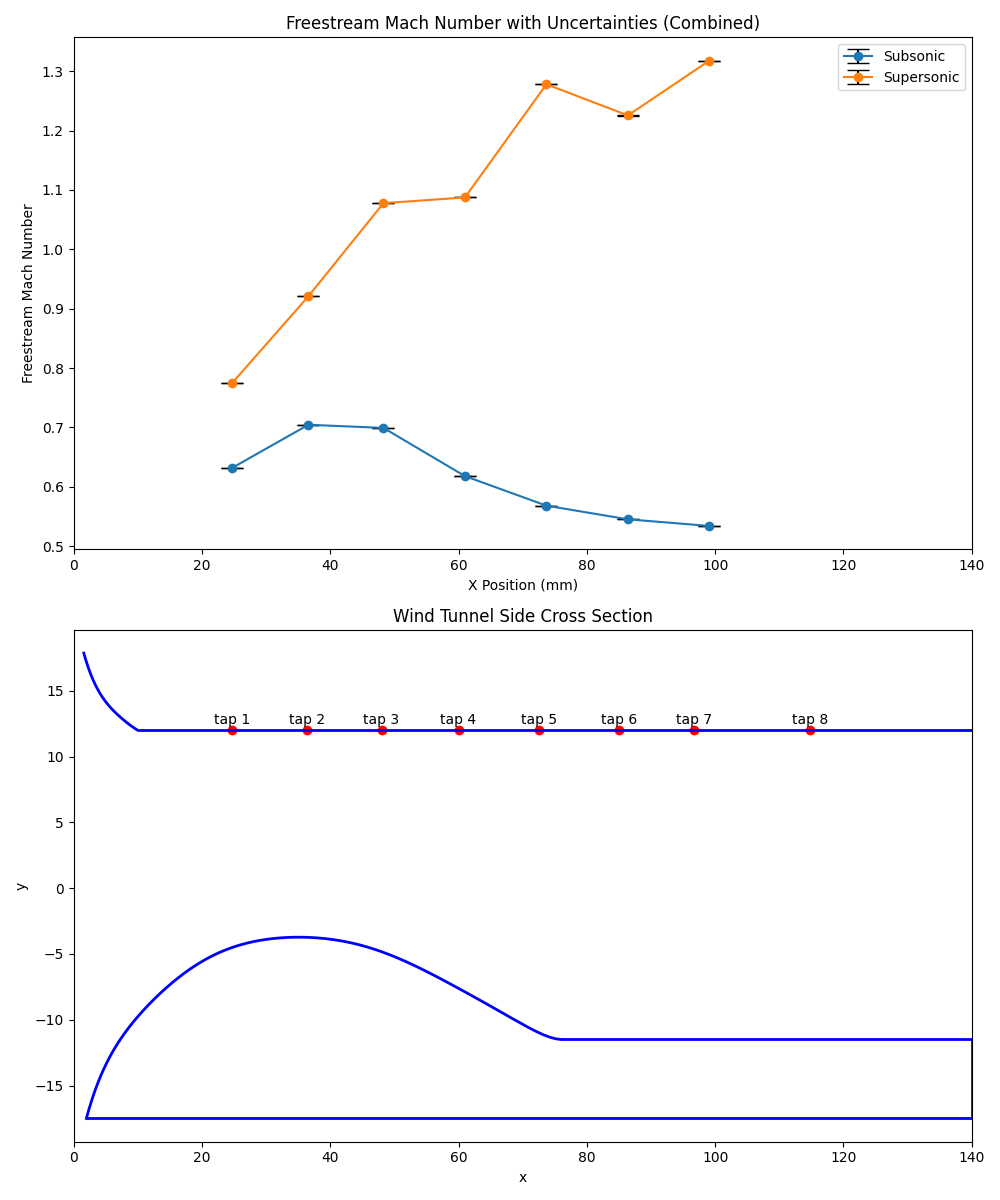 Freestream Mach Number with Uncertainties (Combined)
Subsonic
Supersonic
1.3
1.2
1.1
1.0
0.9
0.8
0.7
0.6
0.5
Freestream Mach Number
0 20 40 60 80 100 120 140
X Position (mm)
Wind Tunnel Side Cross Section
tap 1 tap 2 tap 3 tap 4 tap 5 tap 6 tap 7 tap 8
15
10
5
0
−5
−10
−15
y
0 20 40 60 80 100 120 140
x